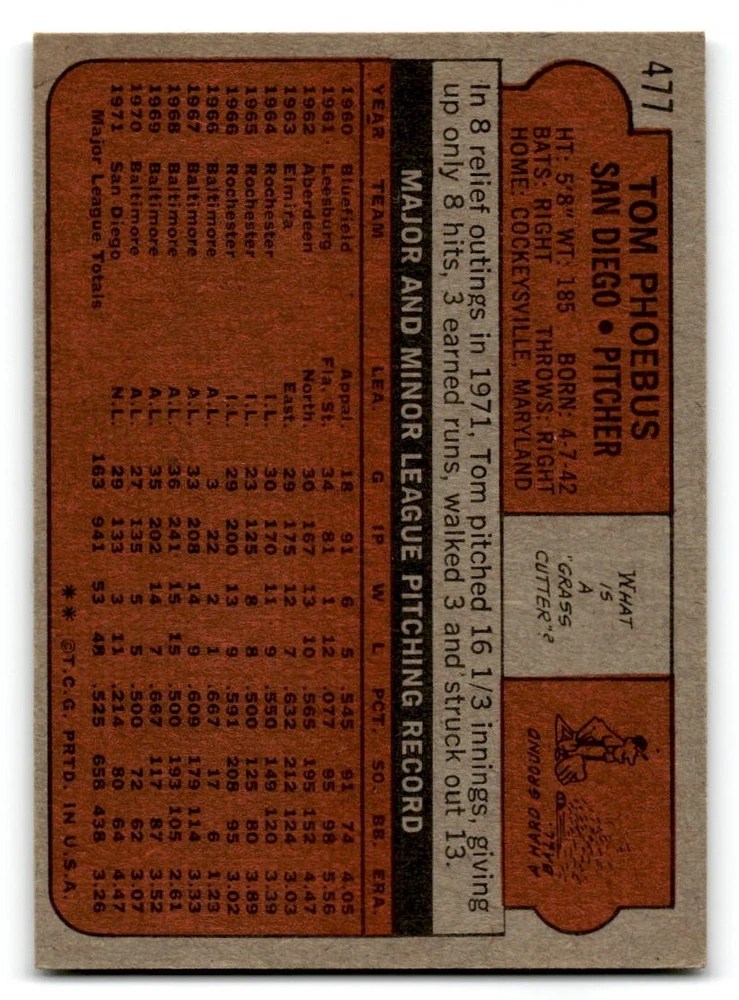 477
TOM PHOEBUS
SAN DIEGO • PITCHER
HT: 5'8" WT: 185 BORN: 4-7-42
BATS: RIGHT THROWS: RIGHT
HOME: COCKEYSVILLE, MARYLAND
WHAT
IS
A
"GRASS
CUTTER"?
A HARD GROUND
BALL.
In 8 relief outings in 1971, Tom pitched 16 1/3 innings, giving
up only 8 hits, 3 earned runs, walked 3 and struck out 13.
MAJOR AND MINOR LEAGUE PITCHING RECORD
YEAR TEAM LEA. G IP W L PCT. SO. BB. ERA.
1960 Bluefield Appal. 18 91 6 5 .545 91 74 4.05
1961 Leesburg Fla. St. 34 81 1 12 .077 95 98 5.56
1962 Aberdeen North. 30 167 13 10 .565 195 152 4.47
1963 Elmira East. 29 175 12 7 .632 212 124 3.03
1964 Rochester I.L. 30 170 11 9 .550 149 120 3.39
1965 Rochester I.L. 23 125 8 8 .500 125 80 3.89
1966 Rochester I.L. 29 200 13 9 .591 208 95 3.02
1966 Baltimore A.L. 3 22 2 1 .667 17 6 1.23
1967 Baltimore A.L. 33 208 14 9 .609 179 114 3.33
1968 Baltimore A.L. 36 241 15 15 .500 193 105 2.61
1969 Baltimore A.L. 35 202 14 7 .667 117 87 3.52
1970 Baltimore A.L. 27 135 5 5 .500 72 62 3.07
1971 San Diego N.L. 29 133 3 11 .214 80 64 4.47
Major League Totals 163 941 53 48 .525 658 438 3.26
** ©T.C.G. PRTD. IN U.S.A.